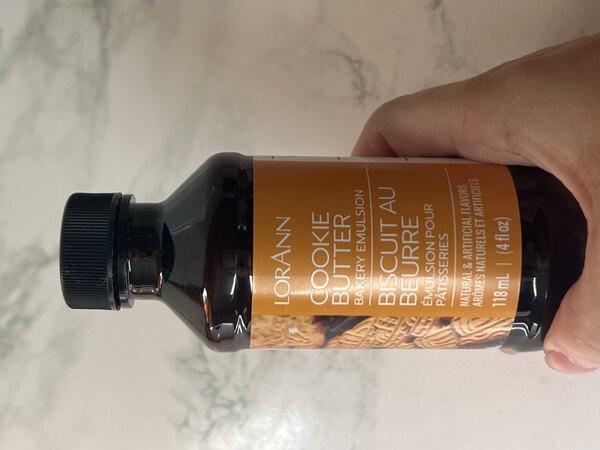 LORANN
COOKIE
BUTTER
BAKERY EMULSION
BISCUIT AU
BEURRE
ÉMULSION POUR
PÂTISSERIES
NATURAL & ARTIFICIAL FLAVORS
ARÔMES NATURELS ET ARTIFICIELS
118 mL | (4 fl oz)